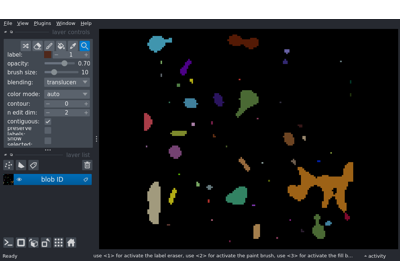 File View Plugins Window Help
layer controls
label: 1
opacity: 0.70
brush size: 10
blending: translucen
color mode: auto
contour: 0
n edit dim: 2
contiguous:
preserve
labels:
show
selected:
layer list
blob ID
Ready use <1> for activate the label eraser, use <2> for activate the paint brush, use <3> for activate the fill b... activity